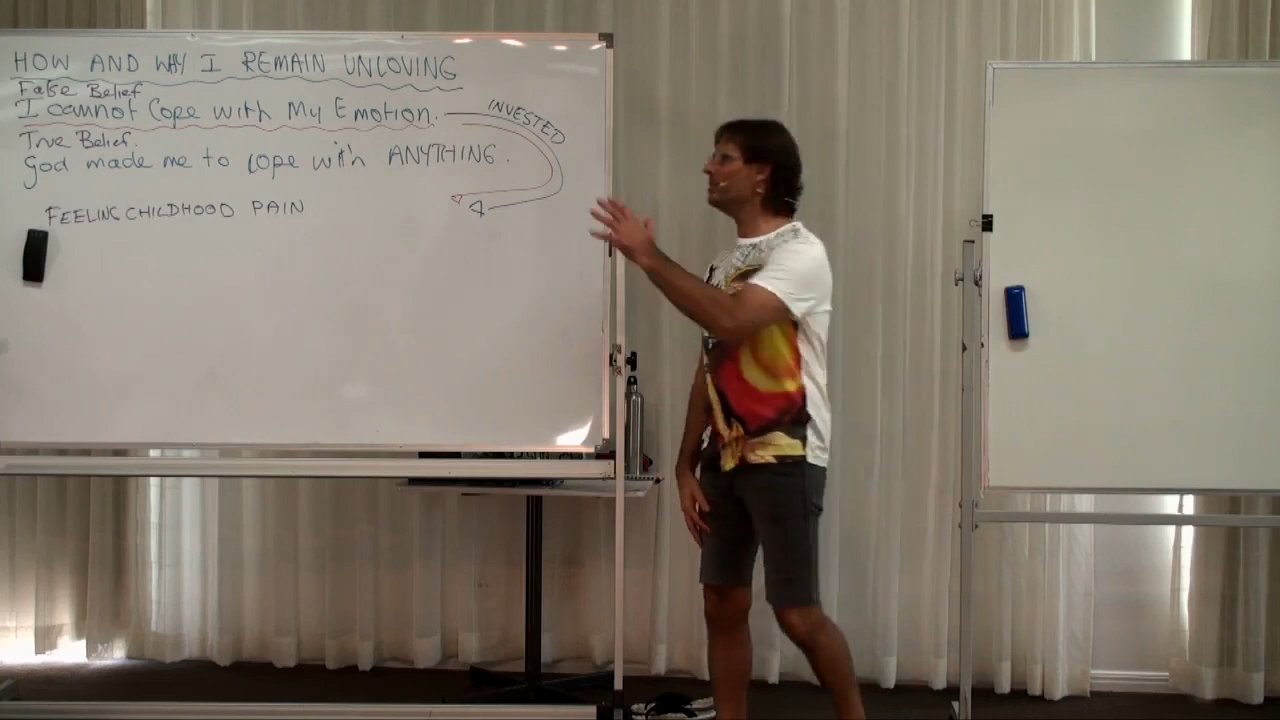 HOW AND WHY I REMAIN UNLOVING
False Belief
I cannot Cope with My Emotion.
INVESTED
True Belief.
God made me to cope with ANYTHING.
FEELING CHILDHOOD PAIN